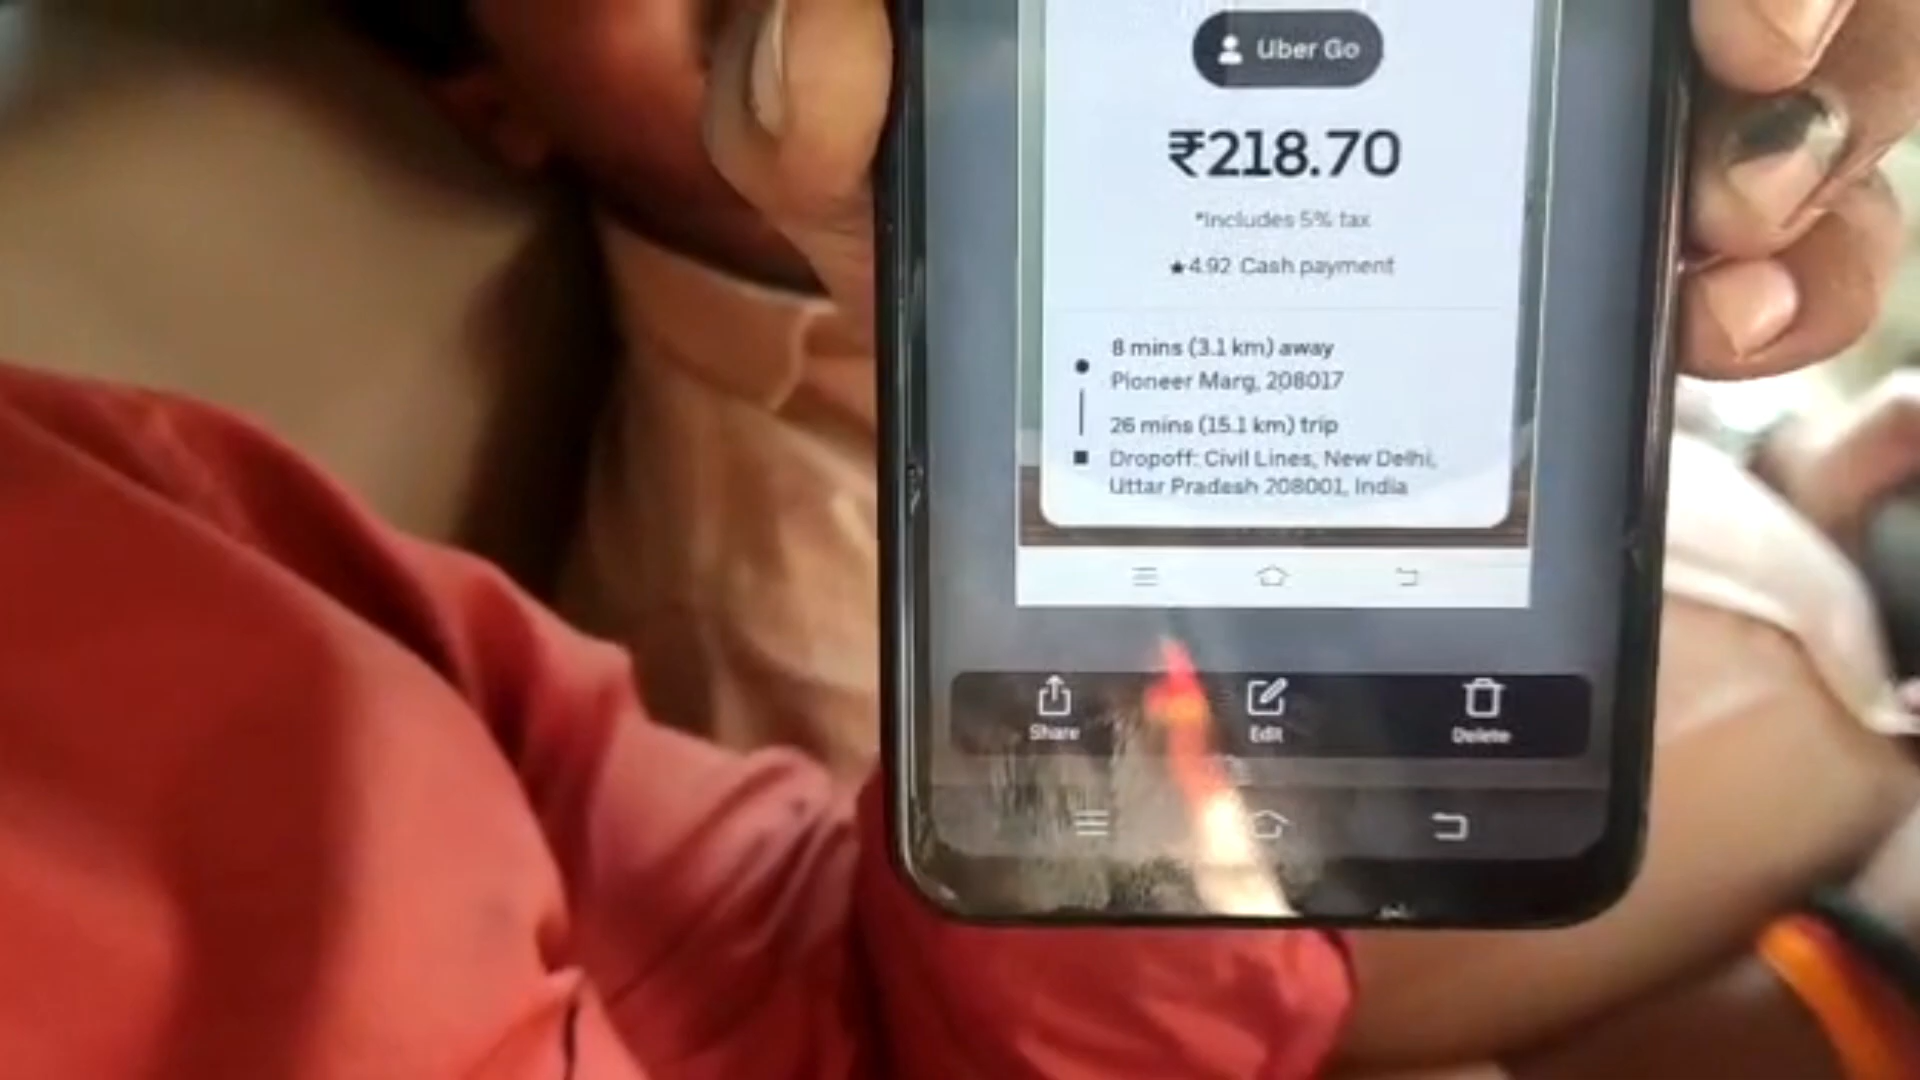 Uber Go
₹218.70
*Includes 5% tax
★4.92 Cash payment
8 mins (3.1 km) away
Pioneer Marg, 208017
26 mins (15.1 km) trip
Dropoff: Civil Lines, New Delhi,
Uttar Pradesh 208001, India
Share
Edit
Delete